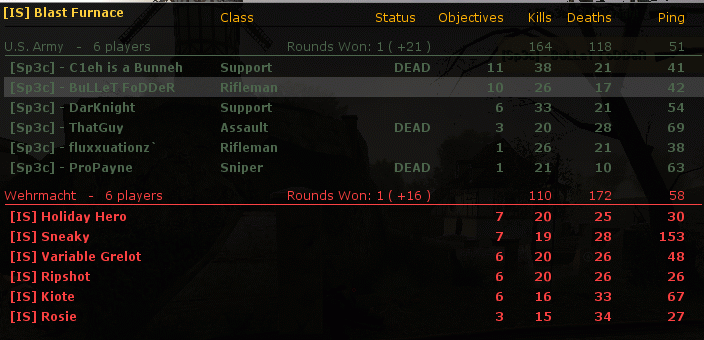 [IS] Blast Furnace Class Status Objectives Kills Deaths Ping
U.S. Army - 6 players Rounds Won: 1 ( +21 ) 164 118 51
[Sp3c] - C1eh is a Bunneh Support DEAD 11 38 21 41
[Sp3c] - BuLLeT FoDDeR Rifleman 10 26 17 42
[Sp3c] - DarKnight Support 6 33 21 54
[Sp3c] - ThatGuy Assault DEAD 3 20 28 69
[Sp3c] - fluxxuationz` Rifleman 1 26 21 38
[Sp3c] - ProPayne Sniper DEAD 1 21 10 63
Wehrmacht - 6 players Rounds Won: 1 ( +16 ) 110 172 58
[IS] Holiday Hero 7 20 25 30
[IS] Sneaky 7 19 28 153
[IS] Variable Grelot 6 20 26 48
[IS] Ripshot 6 20 26 26
[IS] Kiote 6 16 33 67
[IS] Rosie 3 15 34 27